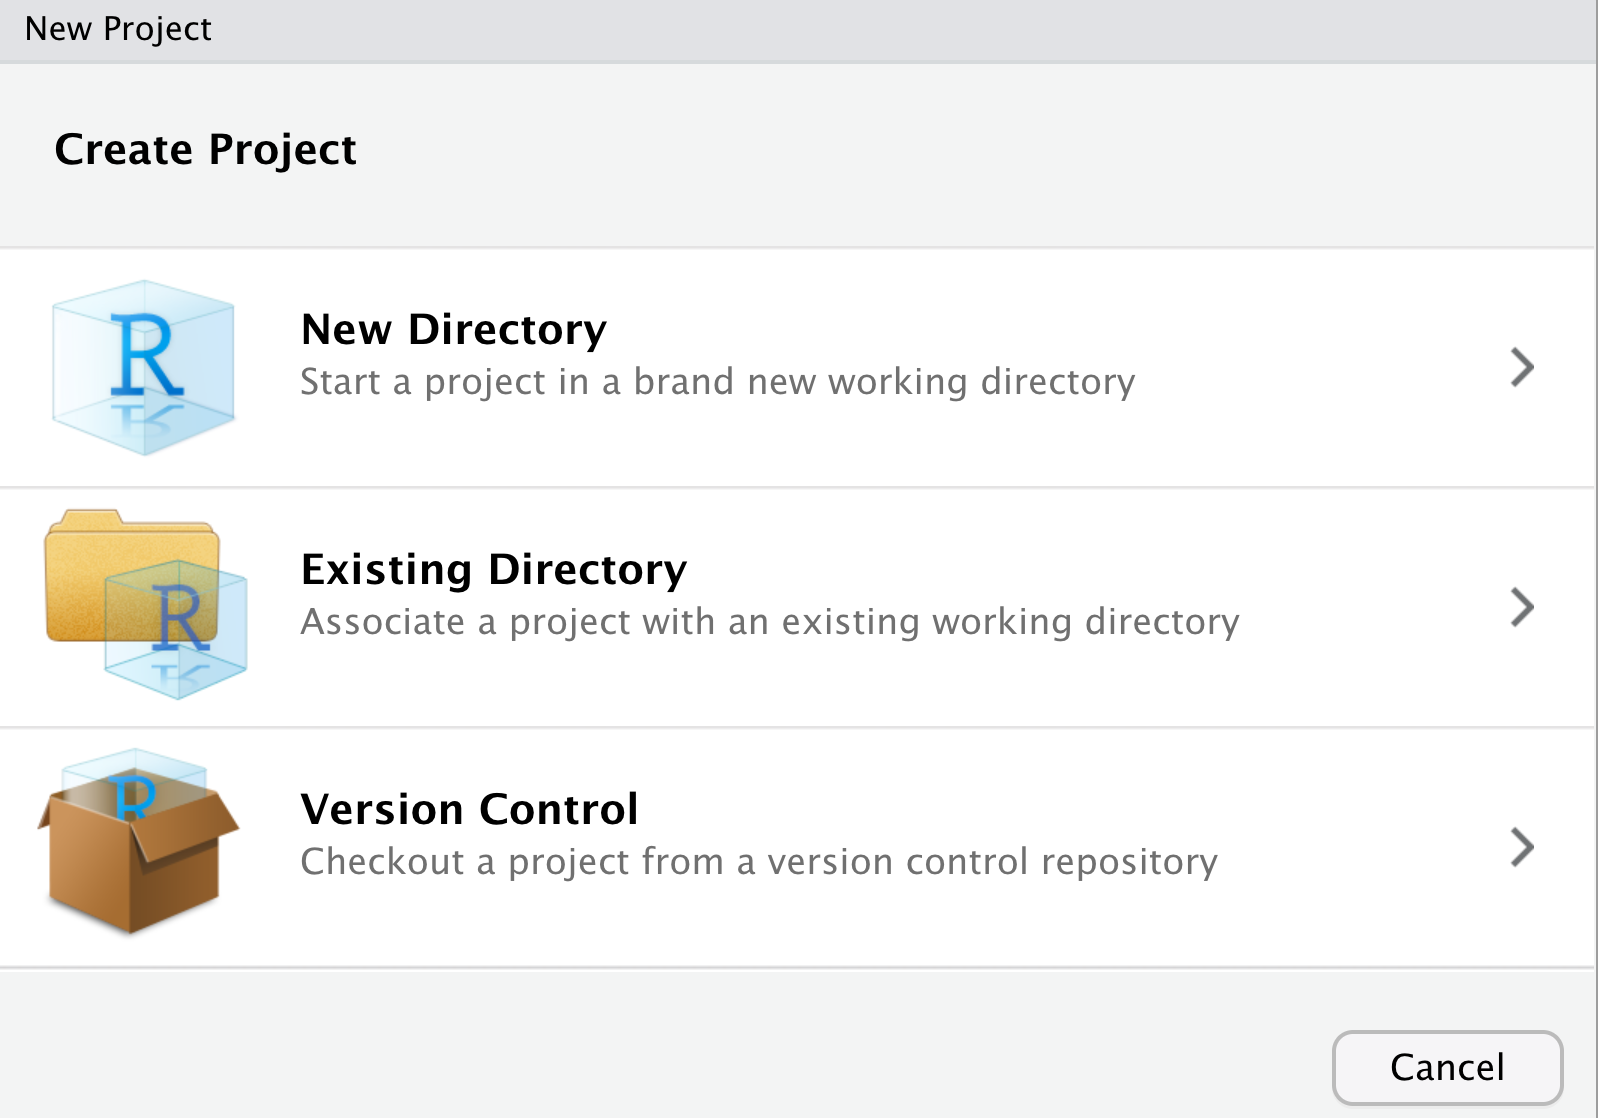 New Project
Create Project
R
New Directory
Start a project in a brand new working directory
R
Existing Directory
Associate a project with an existing working directory
R
Version Control
Checkout a project from a version control repository
Cancel